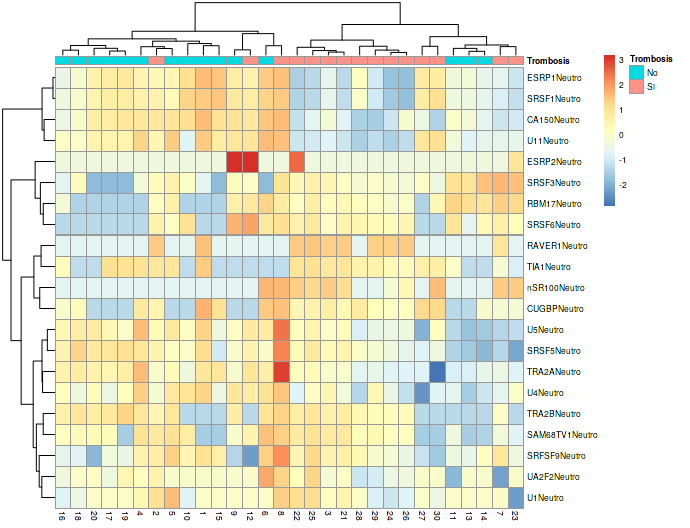 Trombosis
ESRP1Neutro
SRSF1Neutro
CA150Neutro
U11Neutro
ESRP2Neutro
SRSF3Neutro
RBM17Neutro
SRSF6Neutro
RAVER1Neutro
TIA1Neutro
nSR100Neutro
CUGBPNeutro
U5Neutro
SRSF5Neutro
TRA2ANeutro
U4Neutro
TRA2BNeutro
SAM68TV1Neutro
SRFSF9Neutro
UA2F2Neutro
U1Neutro
16 18 20 17 19 4 2 5 10 1 15 9 12 6 8 22 25 3 21 28 29 24 26 27 30 11 13 14 7 23
3
2
1
0
-1
-2
Trombosis
No
SI